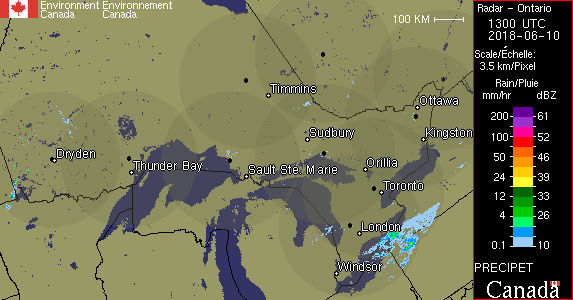 Environment Environnement
Canada Canada
100 KM
Timmins
Ottawa
Sudbury
Kingston
Dryden
Thunder Bay
Sault Ste. Marie
Orillia
Toronto
London
Windsor
Radar - Ontario
1300 UTC
2018-06-10
Scale/Échelle:
3.5 km/Pixel
Rain/Pluie
mm/hr dBZ
200 61
100 52
50 46
24 39
12 33
4 26
0.1 10
PRECIPET
Canada